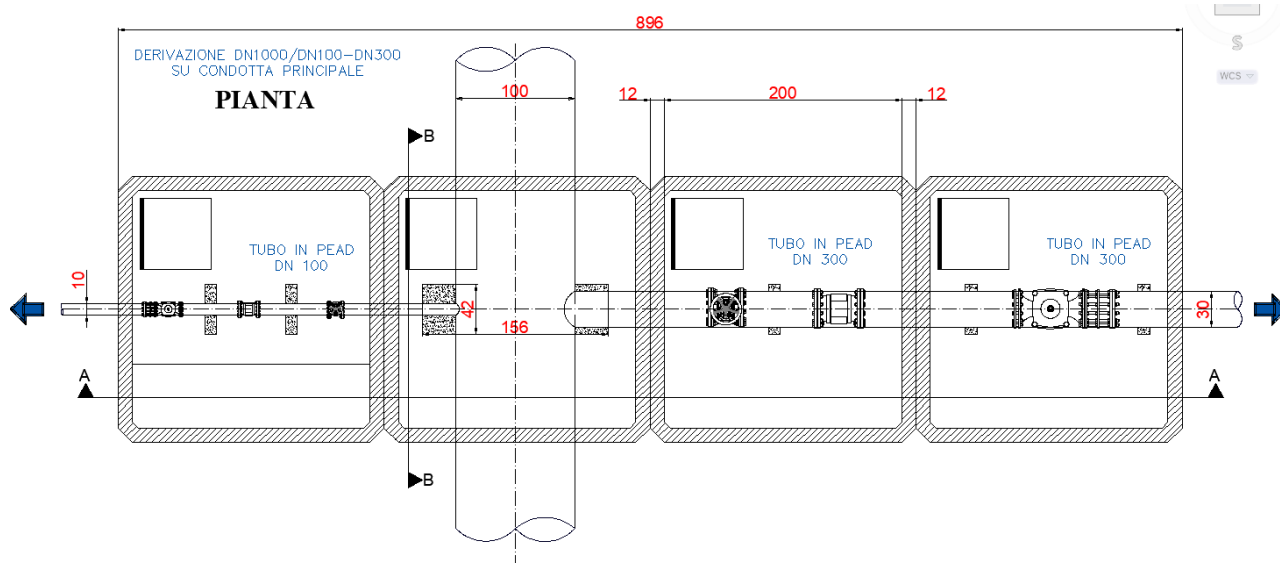 896
DERIVAZIONE DN1000/DN100-DN300
SU CONDOTTA PRINCIPALE
PIANTA
S
WCS
100
12
200
12
B
TUBO IN PEAD
DN 100
TUBO IN PEAD
DN 300
TUBO IN PEAD
DN 300
10
42
156
30
A
A
B